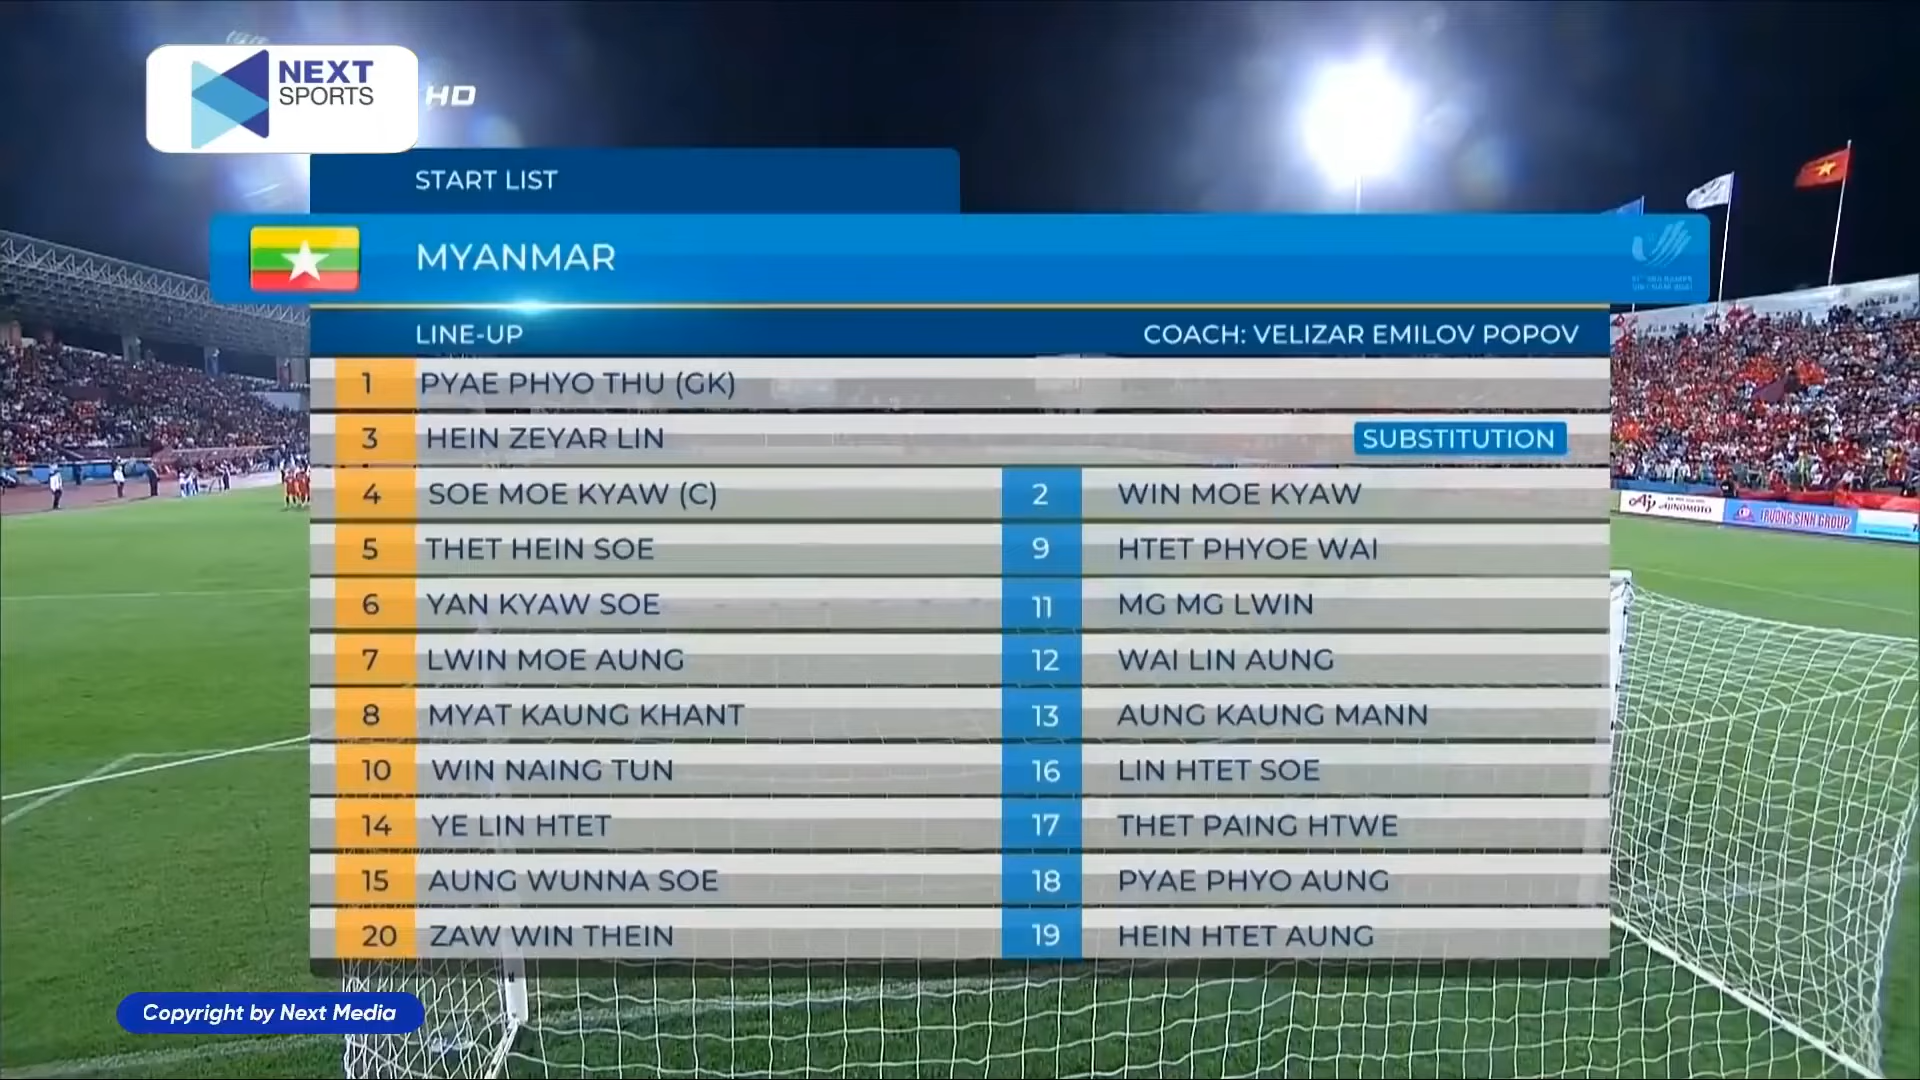 NEXT
SPORTS
HD
START LIST
MYANMAR
LINE-UP
COACH: VELIZAR EMILOV POPOV
1 PYAE PHYO THU (GK)
3 HEIN ZEYAR LIN
SUBSTITUTION
4 SOE MOE KYAW (C)
2 WIN MOE KYAW
5 THET HEIN SOE
9 HTET PHYOE WAI
6 YAN KYAW SOE
11 MG MG LWIN
7 LWIN MOE AUNG
12 WAI LIN AUNG
8 MYAT KAUNG KHANT
13 AUNG KAUNG MANN
10 WIN NAING TUN
16 LIN HTET SOE
14 YE LIN HTET
17 THET PAING HTWE
15 AUNG WUNNA SOE
18 PYAE PHYO AUNG
20 ZAW WIN THEIN
19 HEIN HTET AUNG
AJINOMOTO
TRƯỜNG SINH GROUP
Copyright by Next Media